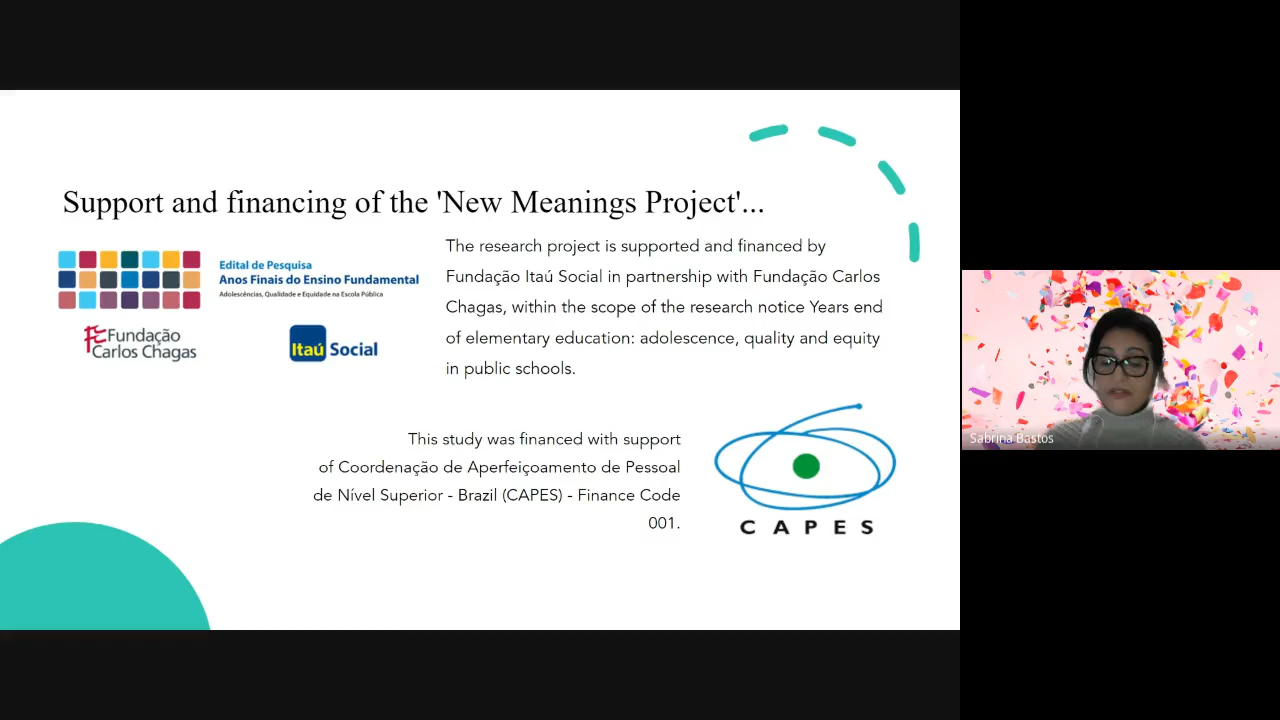 Support and financing of the 'New Meanings Project'...
Edital de Pesquisa
Anos Finais do Ensino Fundamental
Adolescências, Qualidade e Equidade na Escola Pública
Fundação
Carlos Chagas
Itaú Social
The research project is supported and financed by
Fundação Itaú Social in partnership with Fundação Carlos
Chagas, within the scope of the research notice Years end
of elementary education: adolescence, quality and equity
in public schools.
This study was financed with support
of Coordenação de Aperfeiçoamento de Pessoal
de Nível Superior - Brazil (CAPES) - Finance Code
001.
CAPES
Sabrina Bastos